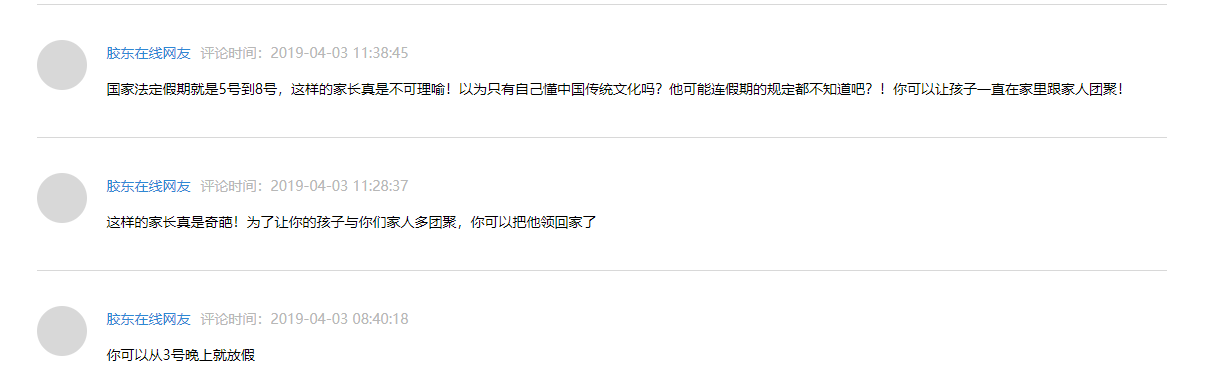 胶东在线网友 评论时间：2019-04-03 11:38:45
国家法定假期就是5号到8号，这样的家长真是不可理喻！以为只有自己懂中国传统文化吗？他可能连假期的规定都不知道吧？！你可以让孩子一直在家里跟家人团聚！
胶东在线网友 评论时间：2019-04-03 11:28:37
这样的家长真是奇葩！为了让你的孩子与你们家人多团聚，你可以把他领回家了
胶东在线网友 评论时间：2019-04-03 08:40:18
你可以从3号晚上就放假